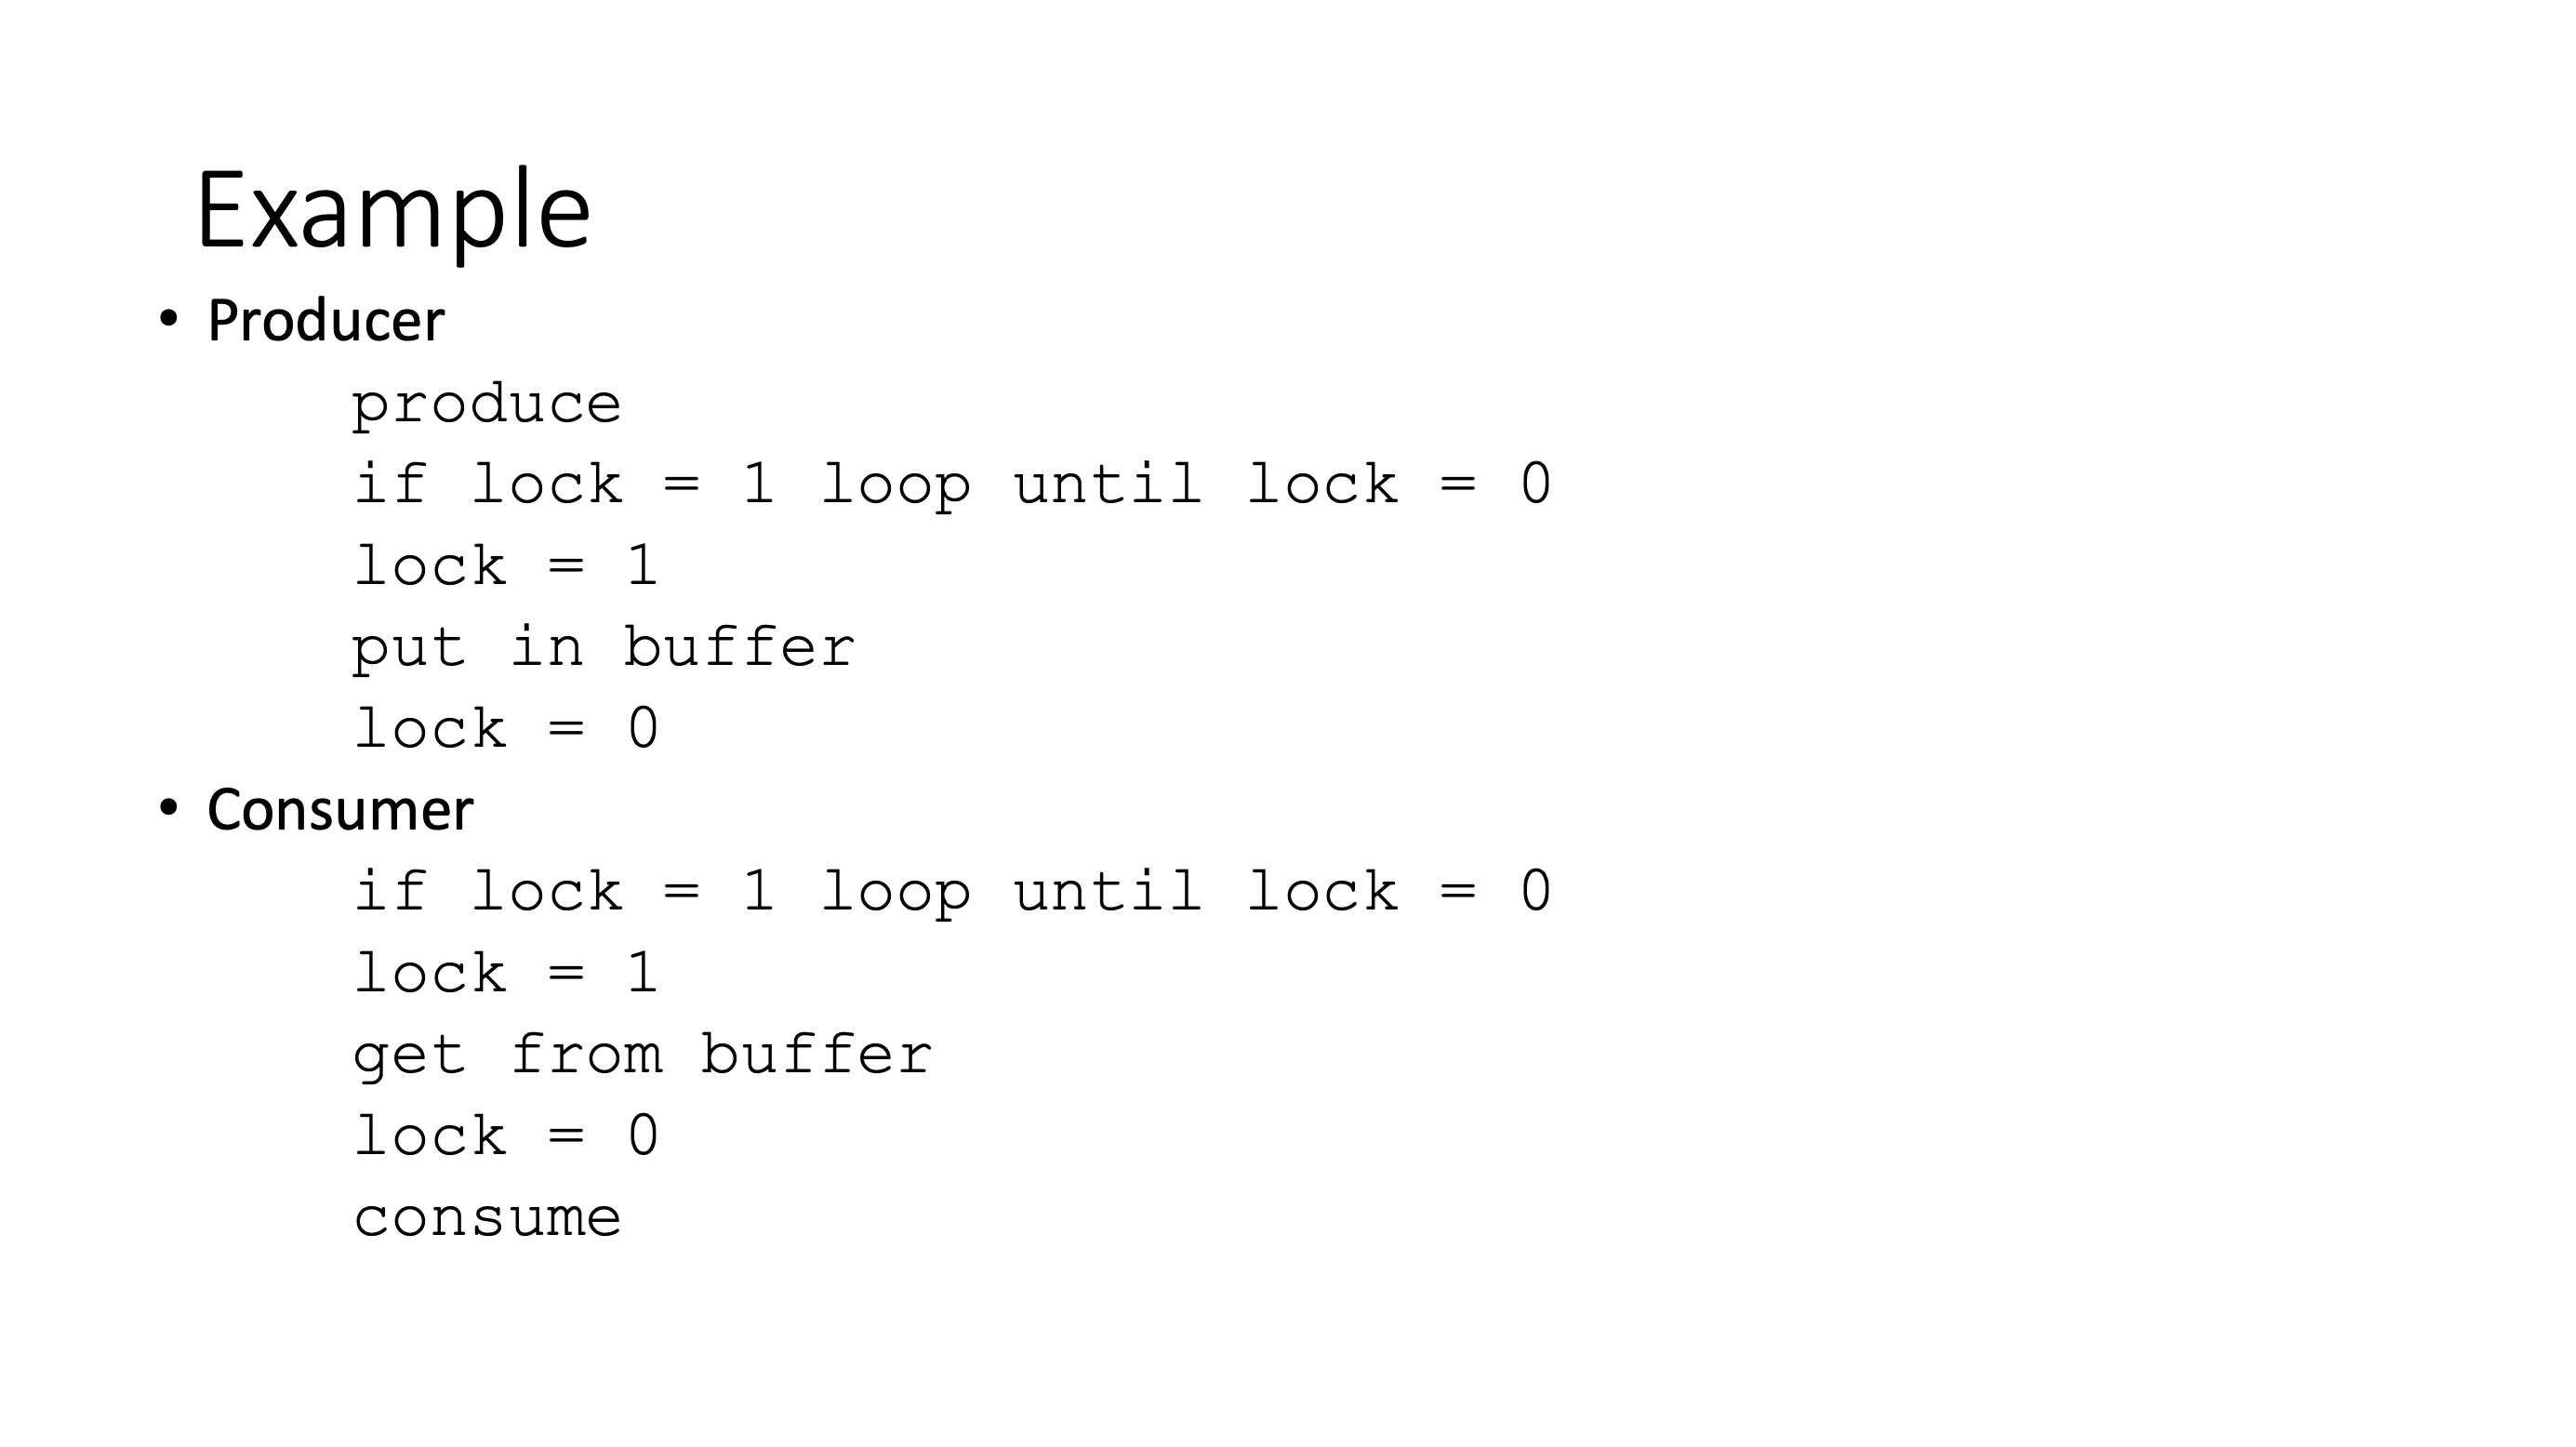 Example
• Producer
produce
if lock = 1 loop until lock = 0
lock = 1
put in buffer
lock = 0
• Consumer
if lock = 1 loop until lock = 0
lock = 1
get from buffer
lock = 0
consume